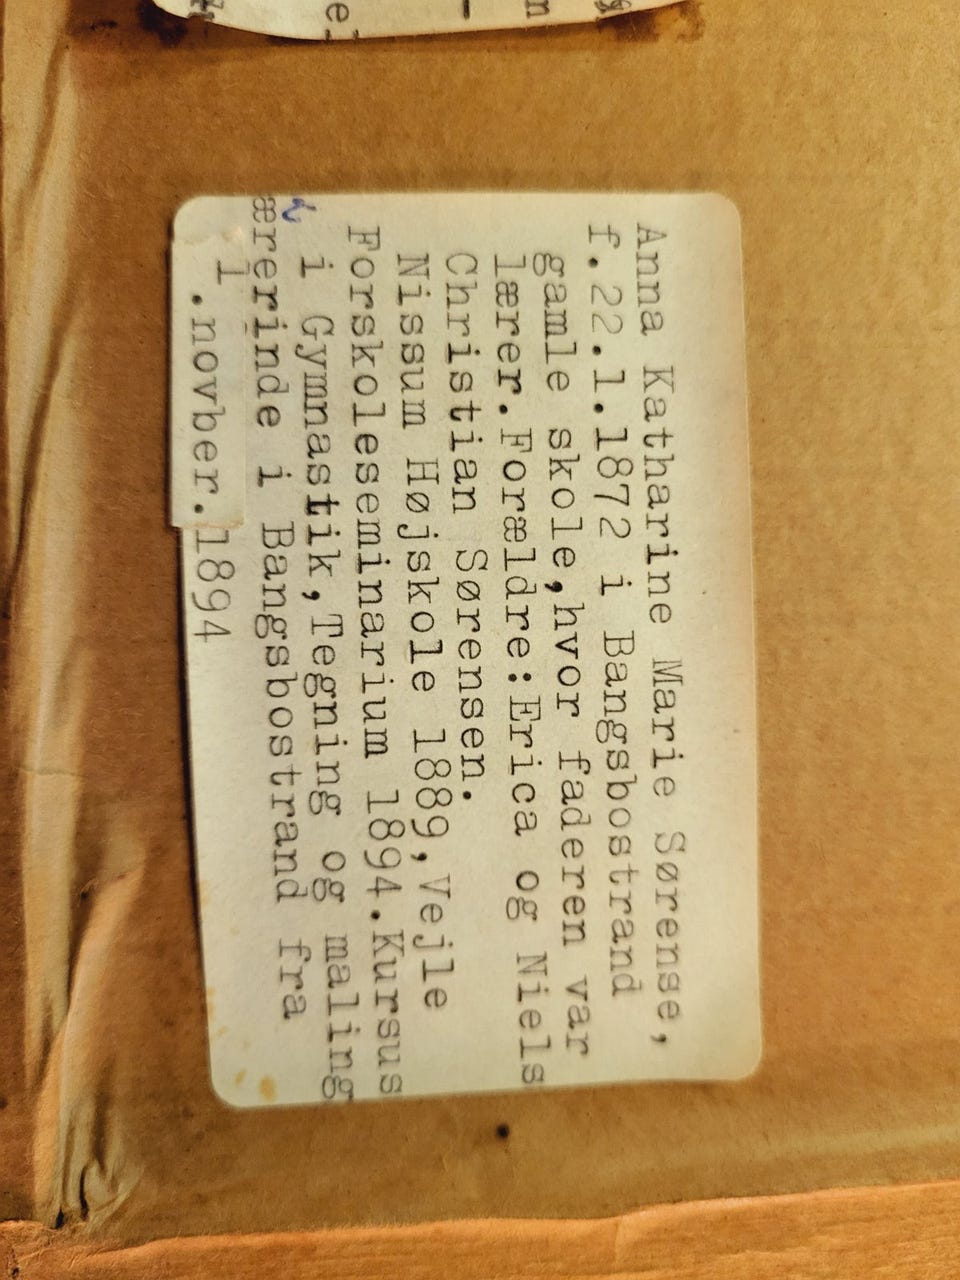 Anna Katharine Marie Sørense,
f.22.1.1872 i Bangsbostrand
gamle skole,hvor faderen var
lærer.Forældre:Erica og Niels
Christian Sørensen.
Nissum Højskole 1889,Vejle
Forskoleseminarium 1894.Kursus
i Gymnastik,Tegning og maling
ærerinde i Bangsbostrand fra
1.novber.1894